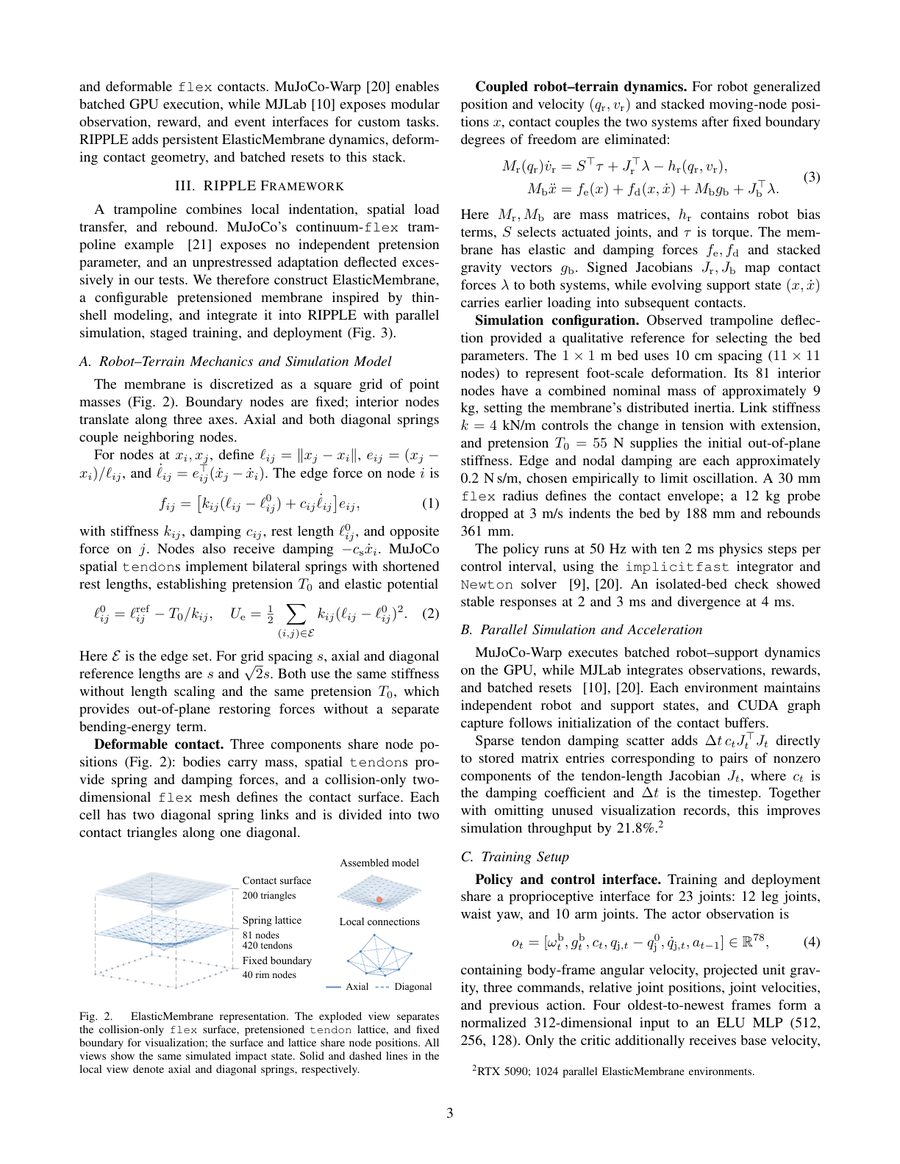 and deformable flex contacts. MuJoCo-Warp [20] enables
batched GPU execution, while MJLab [10] exposes modular
observation, reward, and event interfaces for custom tasks.
RIPPLE adds persistent ElasticMembrane dynamics, deform-
ing contact geometry, and batched resets to this stack.
III. RIPPLE FRAMEWORK
A trampoline combines local indentation, spatial load
transfer, and rebound. MuJoCo's continuum-flex tram-
poline example [21] exposes no independent pretension
parameter, and an unprestressed adaptation deflected exces-
sively in our tests. We therefore construct ElasticMembrane,
a configurable pretensioned membrane inspired by thin-
shell modeling, and integrate it into RIPPLE with parallel
simulation, staged training, and deployment (Fig. 3).
A. Robot–Terrain Mechanics and Simulation Model
The membrane is discretized as a square grid of point
masses (Fig. 2). Boundary nodes are fixed; interior nodes
translate along three axes. Axial and both diagonal springs
couple neighboring nodes.
For nodes at x_i, x_j, define ℓ_ij = ‖x_j − x_i‖, e_ij = (x_j −
x_i)/ℓ_ij, and ℓ̇_ij = e_ij^⊤(ẋ_j − ẋ_i). The edge force on node i is
f_ij = [k_ij(ℓ_ij − ℓ^0_ij) + c_ij ℓ̇_ij] e_ij, (1)
with stiffness k_ij, damping c_ij, rest length ℓ^0_ij, and opposite
force on j. Nodes also receive damping −c_s ẋ_i. MuJoCo
spatial tendons implement bilateral springs with shortened
rest lengths, establishing pretension T_0 and elastic potential
ℓ^0_ij = ℓ^ref_ij − T_0/k_ij, U_e = ½ ∑_(i,j)∈ℰ k_ij(ℓ_ij − ℓ^0_ij)². (2)
Here ℰ is the edge set. For grid spacing s, axial and diagonal
reference lengths are s and √2s. Both use the same stiffness
without length scaling and the same pretension T_0, which
provides out-of-plane restoring forces without a separate
bending-energy term.
Deformable contact. Three components share node po-
sitions (Fig. 2): bodies carry mass, spatial tendons pro-
vide spring and damping forces, and a collision-only two-
dimensional flex mesh defines the contact surface. Each
cell has two diagonal spring links and is divided into two
contact triangles along one diagonal.
Contact surface
200 triangles
Spring lattice
81 nodes
420 tendons
Fixed boundary
40 rim nodes
Assembled model
Local connections
Axial Diagonal
Fig. 2. ElasticMembrane representation. The exploded view separates
the collision-only flex surface, pretensioned tendon lattice, and fixed
boundary for visualization; the surface and lattice share node positions. All
views show the same simulated impact state. Solid and dashed lines in the
local view denote axial and diagonal springs, respectively.
Coupled robot–terrain dynamics. For robot generalized
position and velocity (q_r, v_r) and stacked moving-node posi-
tions x, contact couples the two systems after fixed boundary
degrees of freedom are eliminated:
M_r(q_r)v̇_r = S^⊤τ + J_r^⊤λ − h_r(q_r, v_r),
M_b ẍ = f_e(x) + f_d(x, ẋ) + M_b g_b + J_b^⊤λ. (3)
Here M_r, M_b are mass matrices, h_r contains robot bias
terms, S selects actuated joints, and τ is torque. The mem-
brane has elastic and damping forces f_e, f_d and stacked
gravity vectors g_b. Signed Jacobians J_r, J_b map contact
forces λ to both systems, while evolving support state (x, ẋ)
carries earlier loading into subsequent contacts.
Simulation configuration. Observed trampoline deflec-
tion provided a qualitative reference for selecting the bed
parameters. The 1 × 1 m bed uses 10 cm spacing (11 × 11
nodes) to represent foot-scale deformation. Its 81 interior
nodes have a combined nominal mass of approximately 9
kg, setting the membrane's distributed inertia. Link stiffness
k = 4 kN/m controls the change in tension with extension,
and pretension T_0 = 55 N supplies the initial out-of-plane
stiffness. Edge and nodal damping are each approximately
0.2 N s/m, chosen empirically to limit oscillation. A 30 mm
flex radius defines the contact envelope; a 12 kg probe
dropped at 3 m/s indents the bed by 188 mm and rebounds
361 mm.
The policy runs at 50 Hz with ten 2 ms physics steps per
control interval, using the implicitfast integrator and
Newton solver [9], [20]. An isolated-bed check showed
stable responses at 2 and 3 ms and divergence at 4 ms.
B. Parallel Simulation and Acceleration
MuJoCo-Warp executes batched robot–support dynamics
on the GPU, while MJLab integrates observations, rewards,
and batched resets [10], [20]. Each environment maintains
independent robot and support states, and CUDA graph
capture follows initialization of the contact buffers.
Sparse tendon damping scatter adds Δt c_t J_t^⊤ J_t directly
to stored matrix entries corresponding to pairs of nonzero
components of the tendon-length Jacobian J_t, where c_t is
the damping coefficient and Δt is the timestep. Together
with omitting unused visualization records, this improves
simulation throughput by 21.8%.²
C. Training Setup
Policy and control interface. Training and deployment
share a proprioceptive interface for 23 joints: 12 leg joints,
waist yaw, and 10 arm joints. The actor observation is
o_t = [ω^b_t, g^b_t, c_t, q_j,t − q^0_j, q̇_j,t, a_t−1] ∈ ℝ^78, (4)
containing body-frame angular velocity, projected unit grav-
ity, three commands, relative joint positions, joint velocities,
and previous action. Four oldest-to-newest frames form a
normalized 312-dimensional input to an ELU MLP (512,
256, 128). Only the critic additionally receives base velocity,
²RTX 5090; 1024 parallel ElasticMembrane environments.
3